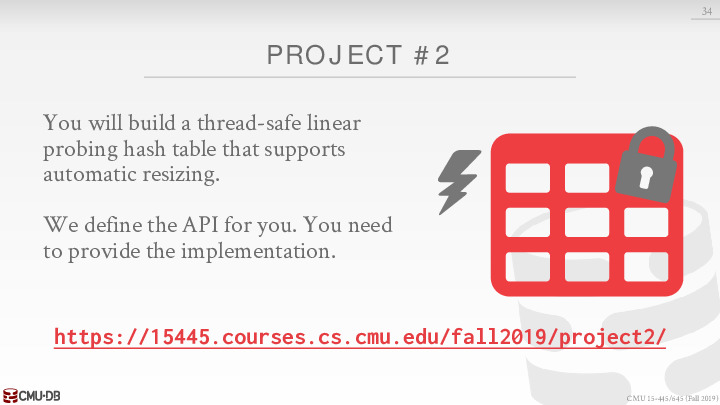 34
PROJECT #2
You will build a thread-safe linear
probing hash table that supports
automatic resizing.
We define the API for you. You need
to provide the implementation.
https://15445.courses.cs.cmu.edu/fall2019/project2/
CMU·DB
CMU 15-445/645 (Fall 2019)